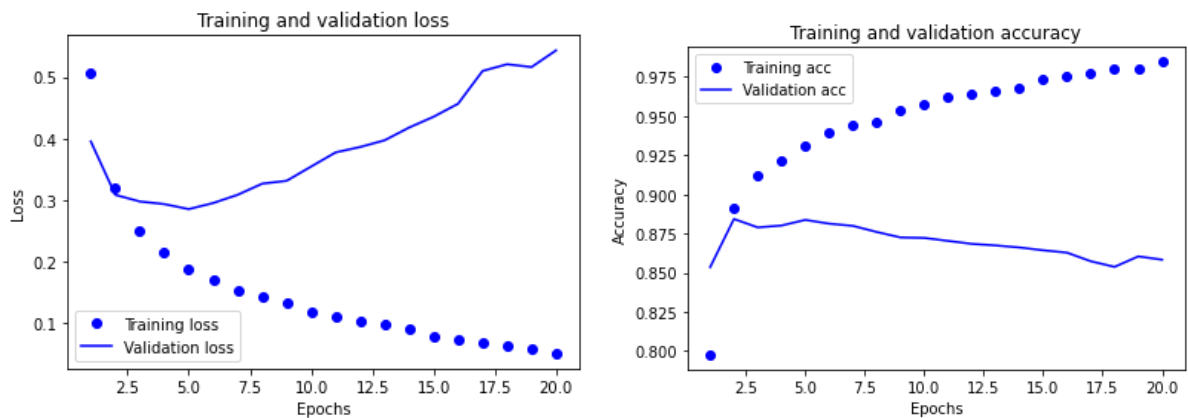 Training and validation loss
Loss
0.5
0.4
0.3
0.2
0.1
Training loss
Validation loss
2.5 5.0 7.5 10.0 12.5 15.0 17.5 20.0
Epochs
Training and validation accuracy
Accuracy
0.975
0.950
0.925
0.900
0.875
0.850
0.825
0.800
Training acc
Validation acc
2.5 5.0 7.5 10.0 12.5 15.0 17.5 20.0
Epochs